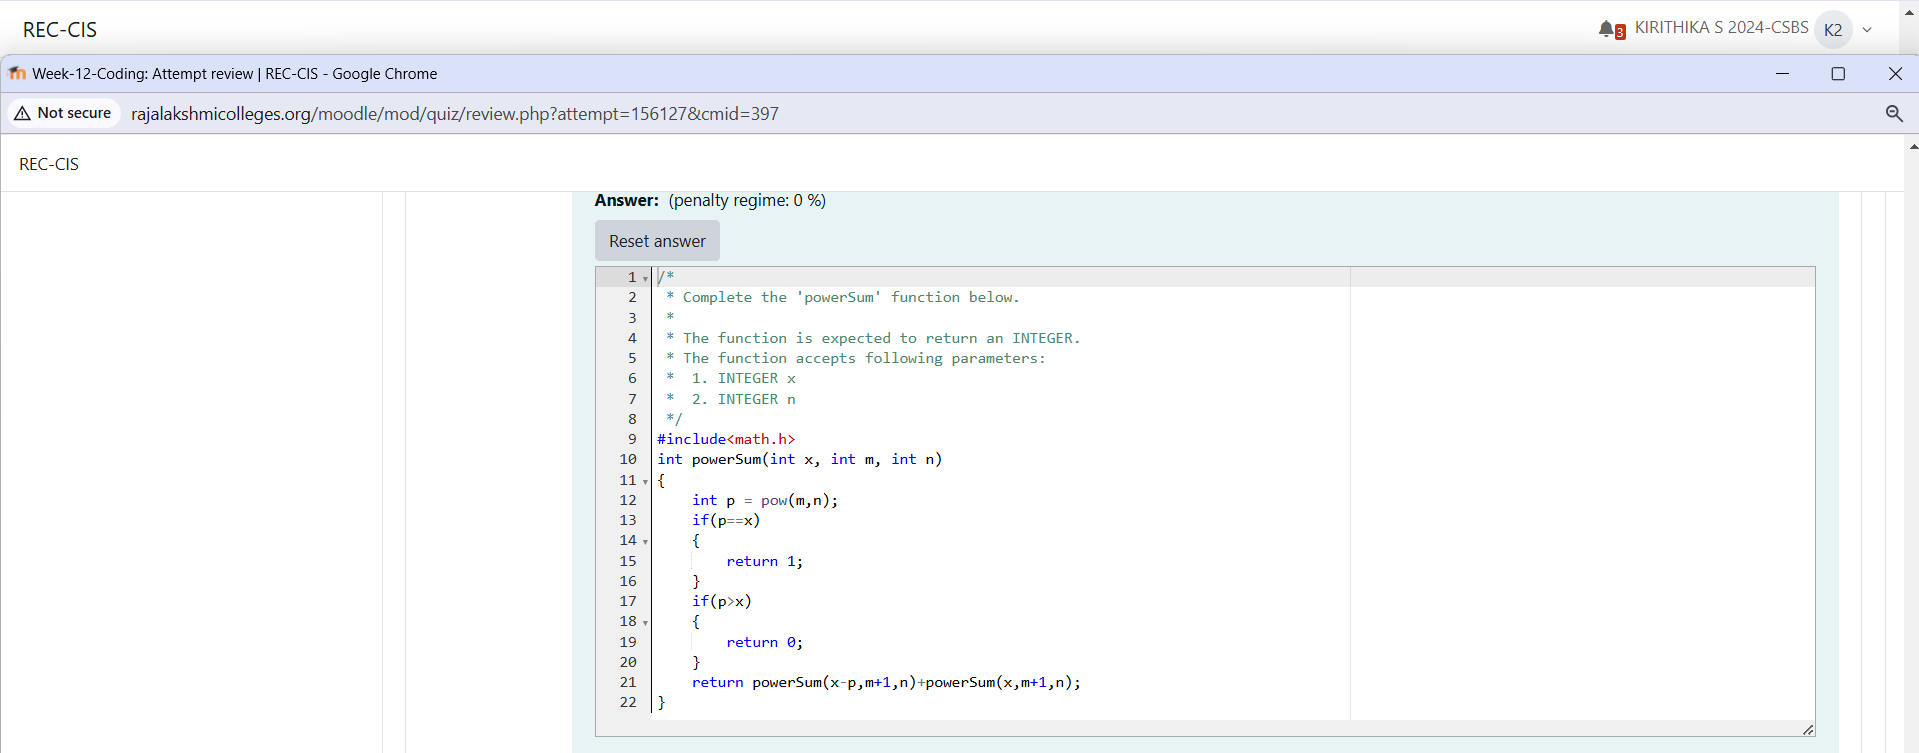 REC-CIS
3 KIRITHIKA S 2024-CSBS K2
Week-12-Coding: Attempt review | REC-CIS - Google Chrome
Not secure rajalakshmicolleges.org/moodle/mod/quiz/review.php?attempt=156127&cmid=397
REC-CIS
Answer: (penalty regime: 0 %)
Reset answer
1 /*
2  * Complete the 'powerSum' function below.
3  *
4  * The function is expected to return an INTEGER.
5  * The function accepts following parameters:
6  *  1. INTEGER x
7  *  2. INTEGER n
8  */
9 #include<math.h>
10 int powerSum(int x, int m, int n)
11 {
12     int p = pow(m,n);
13     if(p==x)
14     {
15         return 1;
16     }
17     if(p>x)
18     {
19         return 0;
20     }
21     return powerSum(x-p,m+1,n)+powerSum(x,m+1,n);
22 }